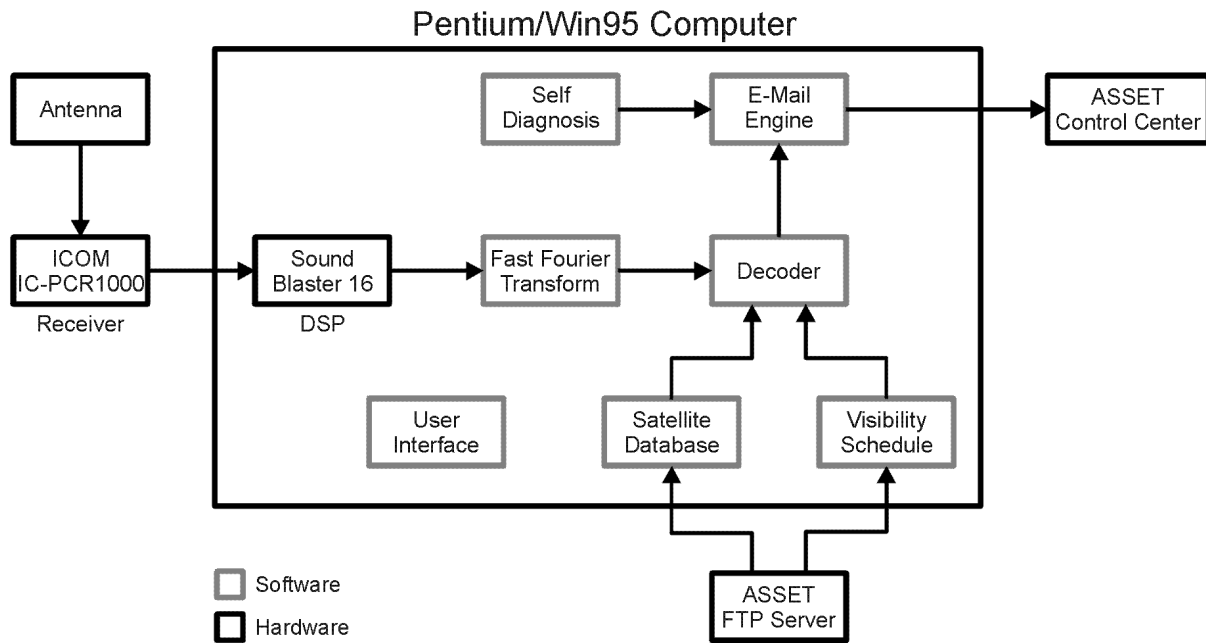 Pentium/Win95 Computer
Antenna
Self
Diagnosis
E-Mail
Engine
ASSET
Control Center
ICOM
IC-PCR1000
Receiver
Sound
Blaster 16
DSP
Fast Fourier
Transform
Decoder
User
Interface
Satellite
Database
Visibility
Schedule
Software
Hardware
ASSET
FTP Server